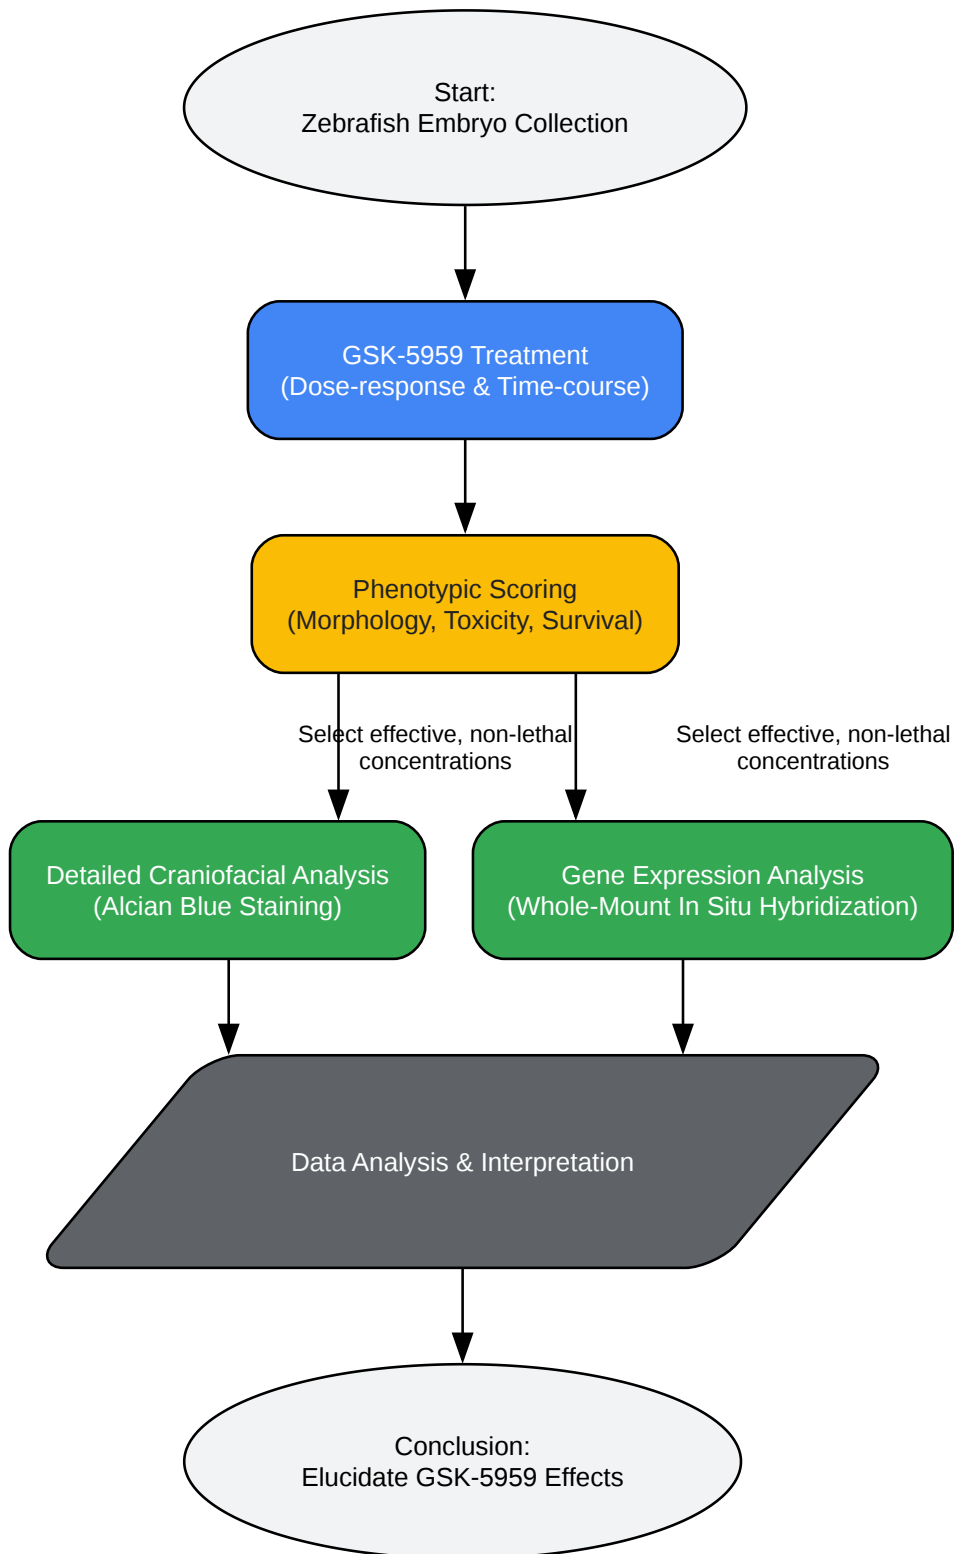 Start:
Zebrafish Embryo Collection
GSK-5959 Treatment
(Dose-response & Time-course)
Phenotypic Scoring
(Morphology, Toxicity, Survival)
Select effective, non-lethal
concentrations
Select effective, non-lethal
concentrations
Detailed Craniofacial Analysis
(Alcian Blue Staining)
Gene Expression Analysis
(Whole-Mount In Situ Hybridization)
Data Analysis & Interpretation
Conclusion:
Elucidate GSK-5959 Effects